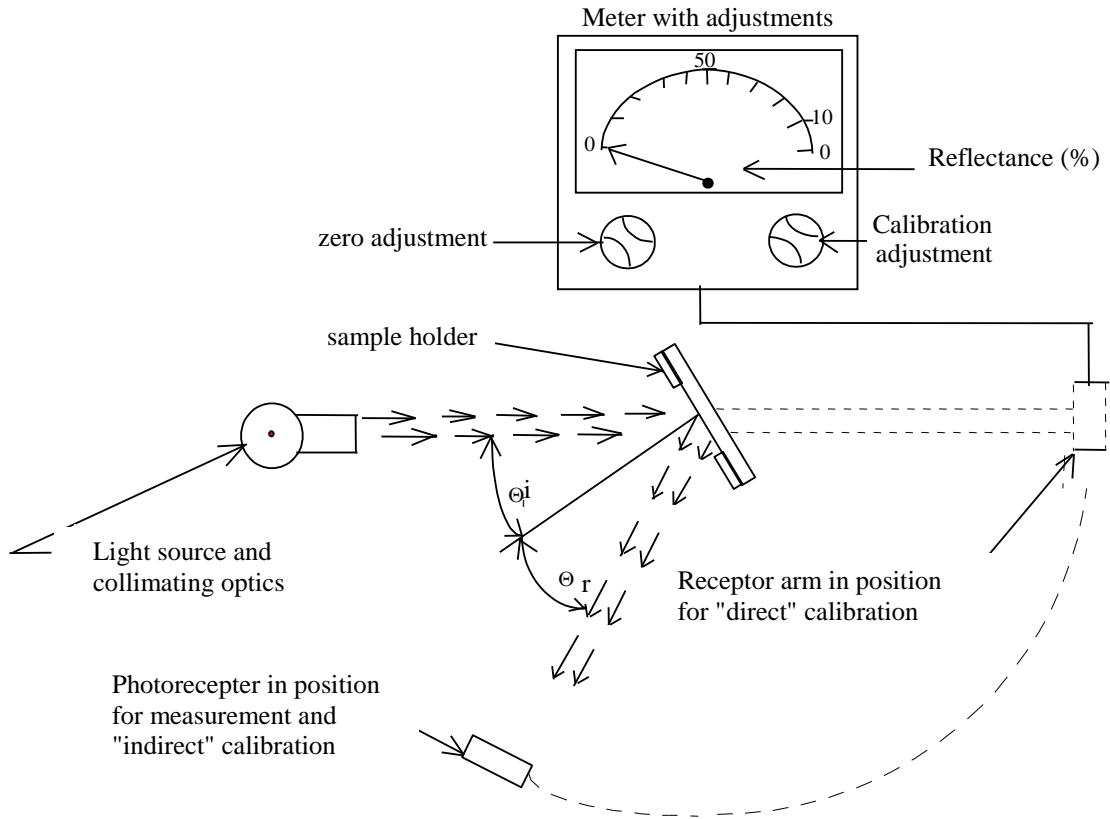 Meter with adjustments
50
0
10
0
Reflectance (%)
zero adjustment
Calibration
adjustment
sample holder
Θi i
Θ r
Light source and
collimating optics
Receptor arm in position
for "direct" calibration
Photorecepter in position
for measurement and
"indirect" calibration